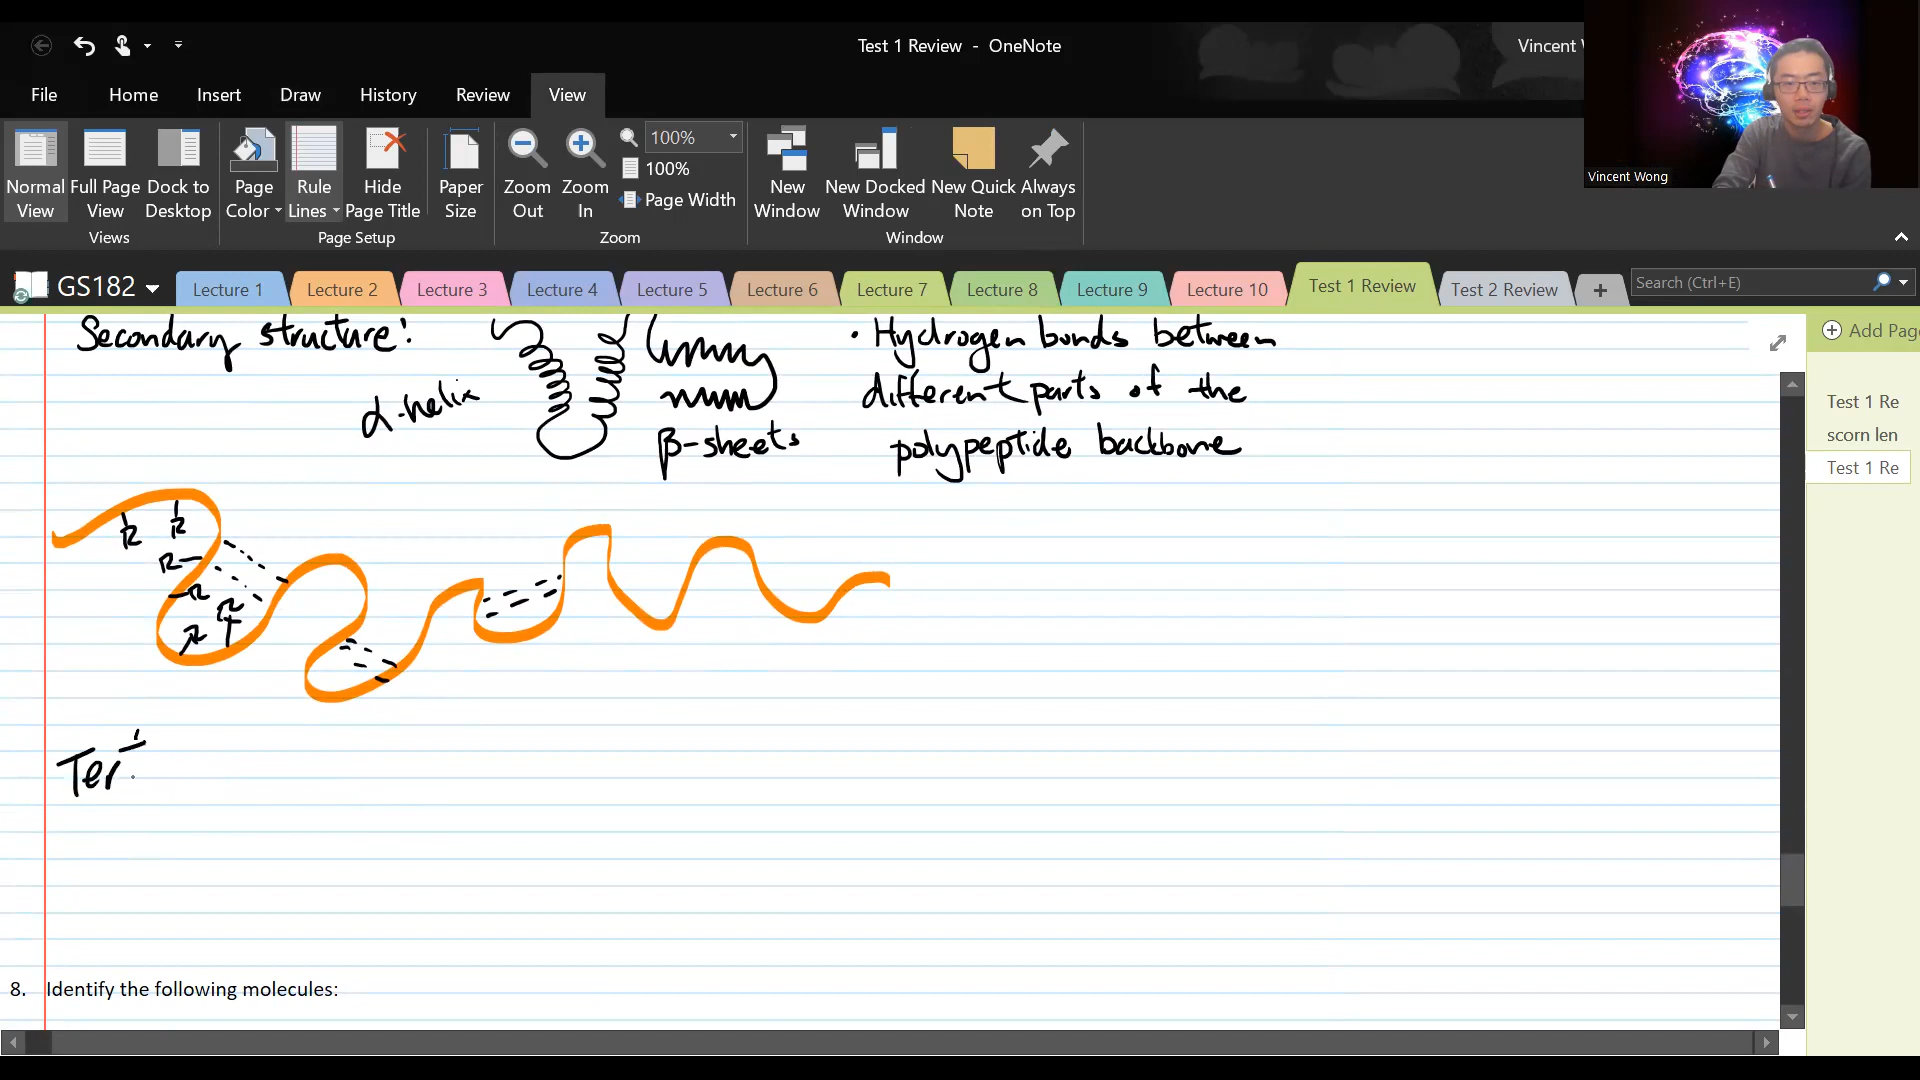 Test 1 Review - OneNote
Vincent W
Vincent Wong
File Home Insert Draw History Review View
Normal View
Full Page View
Dock to Desktop
Views
Page Color
Rule Lines
Hide Page Title
Page Setup
Paper Size
Zoom Out
Zoom In
100%
100%
Page Width
Zoom
New Window
New Docked Window
New Quick Note
Always on Top
Window
GS182 Lecture 1 Lecture 2 Lecture 3 Lecture 4 Lecture 5 Lecture 6 Lecture 7 Lecture 8 Lecture 9 Lecture 10 Test 1 Review Test 2 Review + Search (Ctrl+E)
Add Pag
Test 1 Re
scorn len
Test 1 Re
Secondary structure:
α-helix
β-sheets
• Hydrogen bonds between
different parts of the
polypeptide backbone
R R
R
R
R
R
Ter
8. Identify the following molecules: